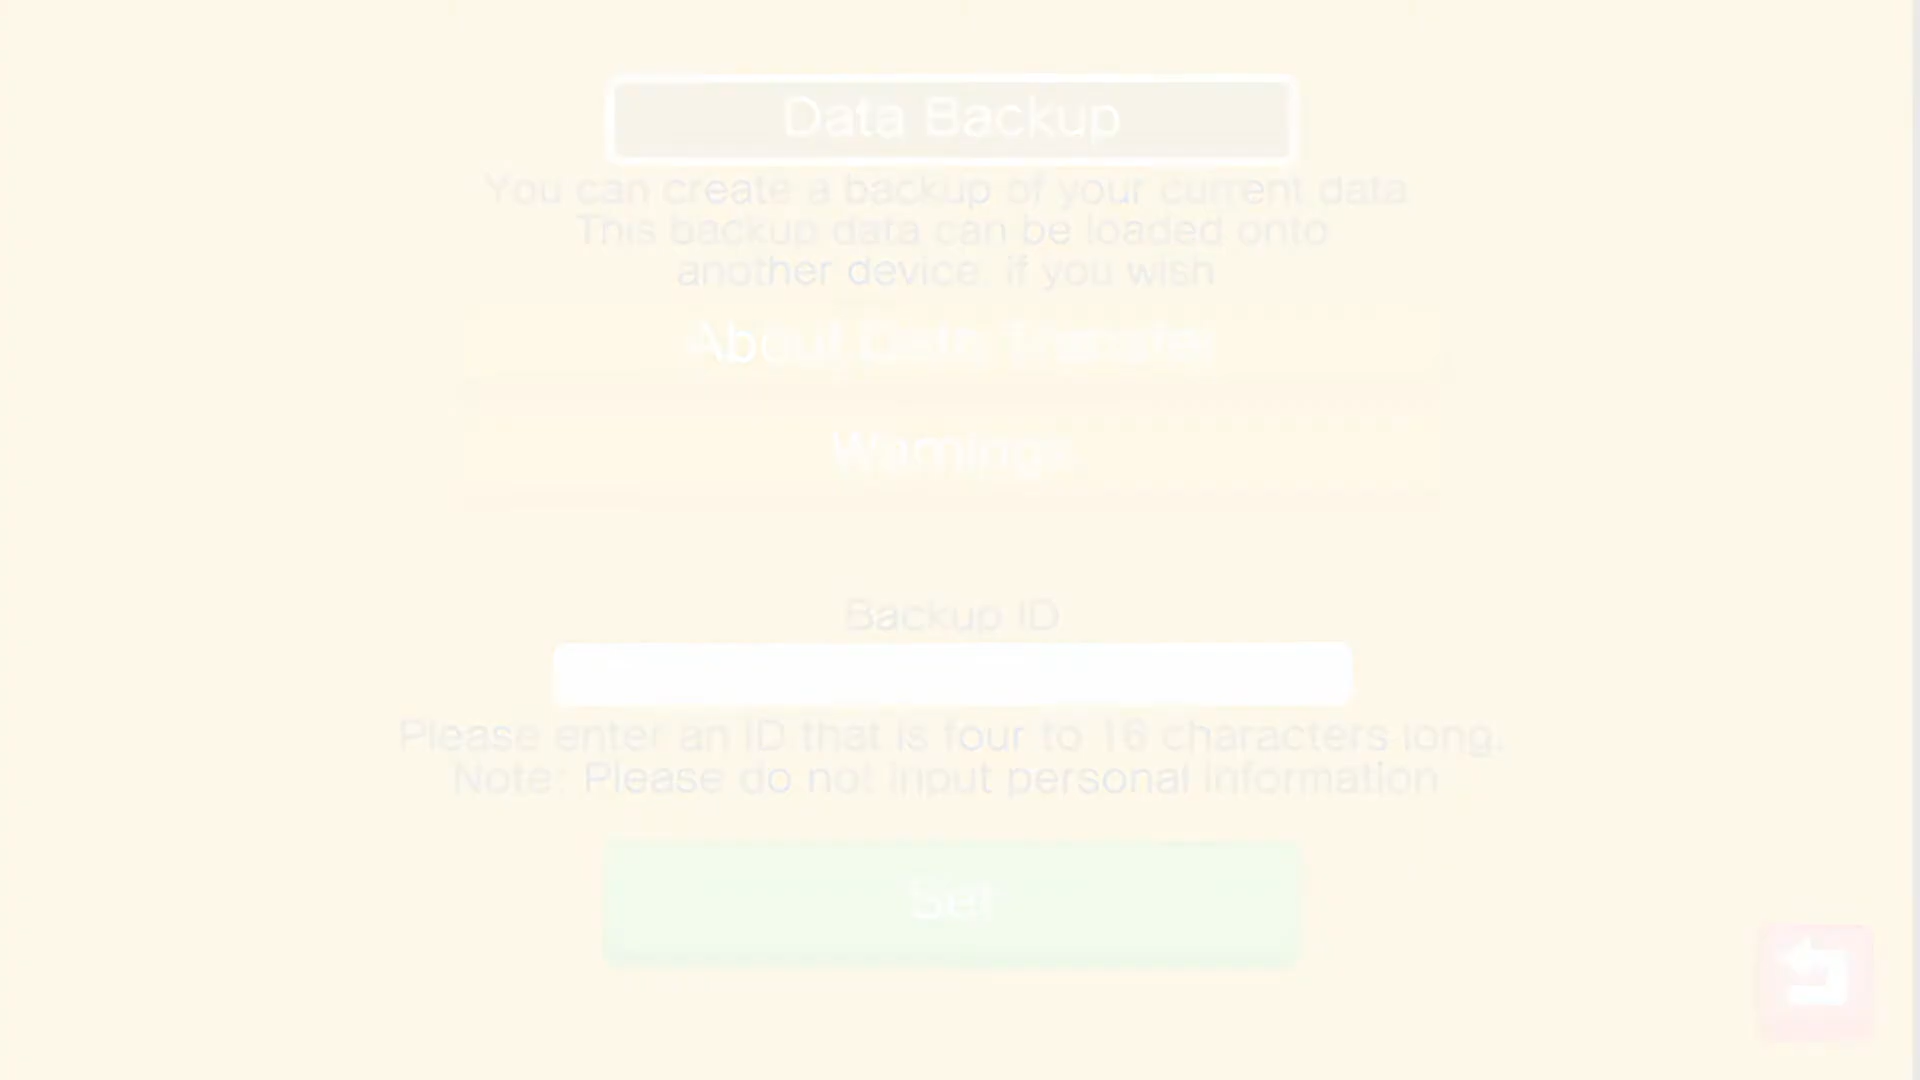 Data Backup
You can create a backup of your current data
This backup data can be loaded onto
another device if you wish
About Data Transfer
Warnings
Backup ID
Please enter an ID that is four to 16 characters long.
Note: Please do not input personal information
Set